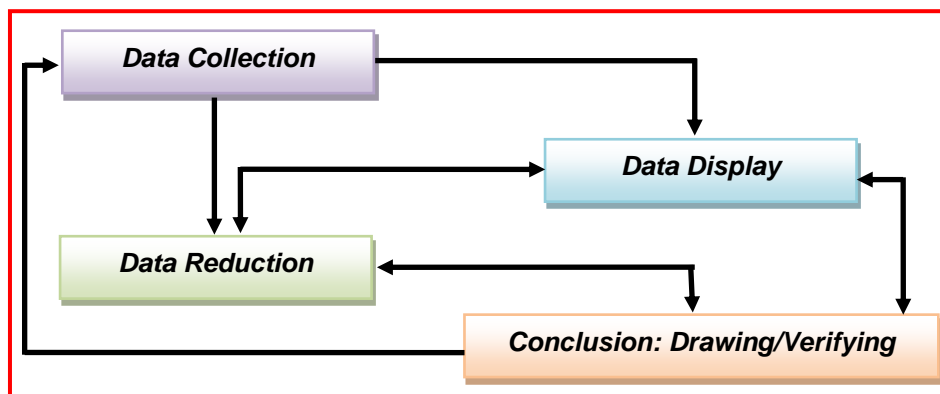 Data Collection
Data Display
Data Reduction
Conclusion: Drawing/Verifying